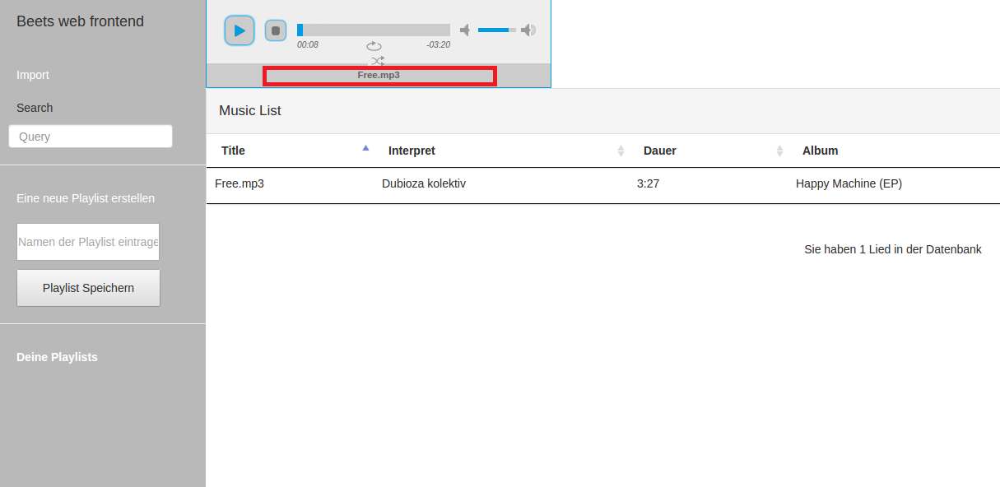 Beets web frontend
Import
Search
Query
Eine neue Playlist erstellen
Namen der Playlist eintrage
Playlist Speichern
Deine Playlists
00:08 -03:20
Free.mp3
Music List
Title Interpret Dauer Album
Free.mp3 Dubioza kolektiv 3:27 Happy Machine (EP)
Sie haben 1 Lied in der Datenbank